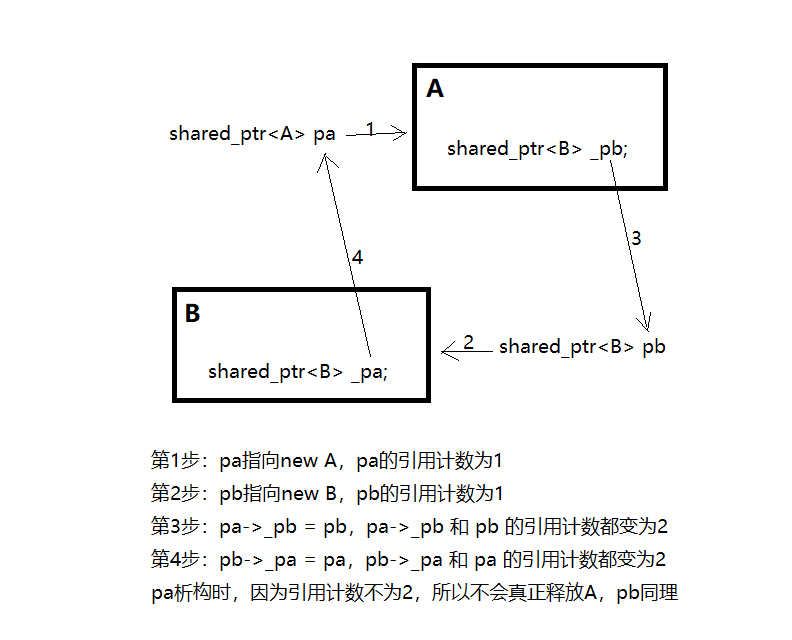 A
shared_ptr<A> pa
1
shared_ptr<B> _pb;
3
4
B
shared_ptr<B> _pa;
2
shared_ptr<B> pb
第1步：pa指向new A，pa的引用计数为1
第2步：pb指向new B，pb的引用计数为1
第3步：pa->_pb = pb，pa->_pb 和 pb 的引用计数都变为2
第4步：pb->_pa = pa，pb->_pa 和 pa 的引用计数都变为2
pa析构时，因为引用计数不为2，所以不会真正释放A，pb同理